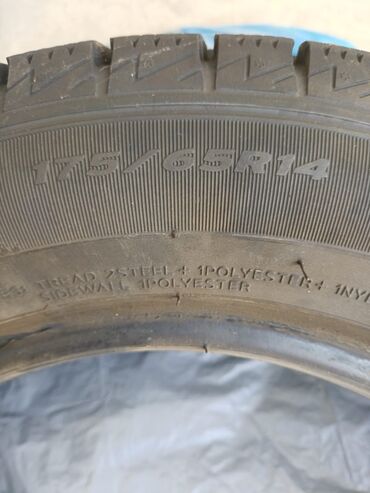 175/65R14
TREAD 2STEEL + 1POLYESTER + 1NY
SIDEWALL 1POLYESTER